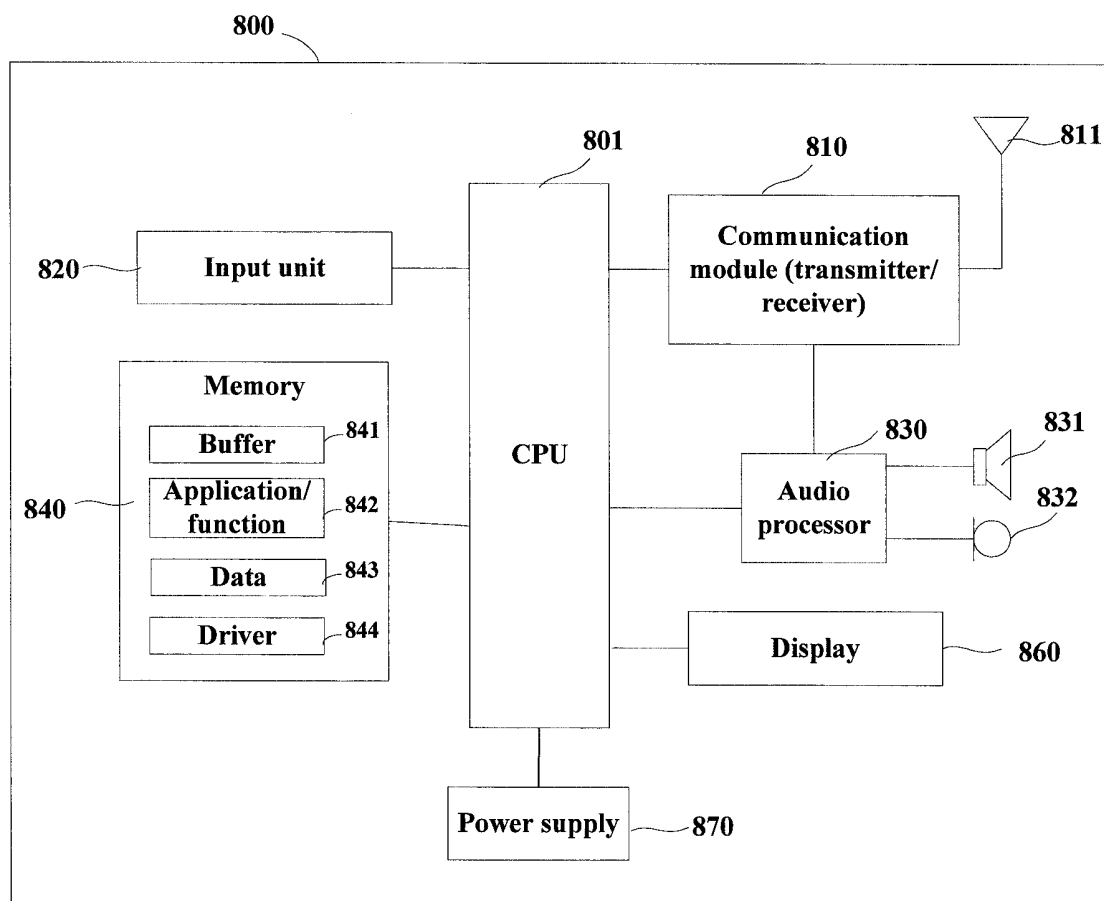 800
801
810
811
820
Input unit
Communication
module (transmitter/
receiver)
Memory
Buffer
841
840
Application/
function
842
Data
843
Driver
844
CPU
830
831
Audio
processor
832
Display
860
Power supply
870